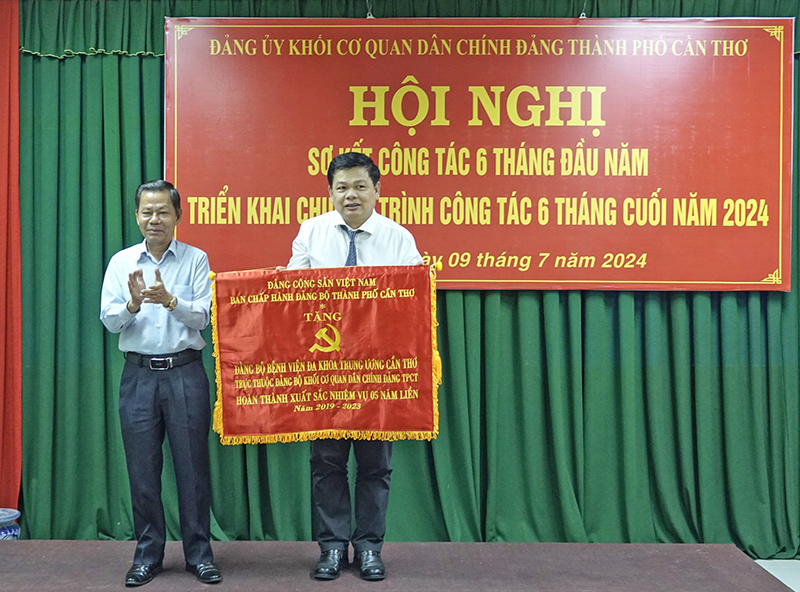 ĐẢNG ỦY KHỐI CƠ QUAN DÂN CHÍNH ĐẢNG THÀNH PHỐ CẦN THƠ
HỘI NGHỊ
SƠ KẾT CÔNG TÁC 6 THÁNG ĐẦU NĂM
TRIỂN KHAI TRÌNH CÔNG TÁC 6 THÁNG CUỐI NĂM 2024
09 tháng 7 năm 2024
ĐẢNG CỘNG SẢN VIỆT NAM
BAN CHẤP HÀNH ĐẢNG BỘ THÀNH PHỐ CẦN THƠ
TẶNG
ĐẢNG BỘ BỆNH VIỆN ĐA KHOA TRUNG ƯƠNG CẦN THƠ
TRỰC THUỘC ĐẢNG BỘ KHỐI CƠ QUAN DÂN CHÍNH ĐẢNG TPCT
HOÀN THÀNH XUẤT SẮC NHIỆM VỤ 05 NĂM LIỀN
Năm 2019 - 2023